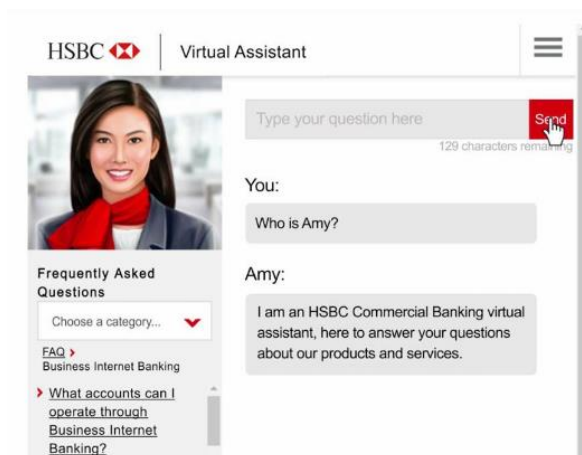 HSBC
Virtual Assistant
Type your question here
Send
129 characters remaining
You:
Who is Amy?
Amy:
I am an HSBC Commercial Banking virtual
assistant, here to answer your questions
about our products and services.
Frequently Asked
Questions
Choose a category...
FAQ
Business Internet Banking
What accounts can I
operate through
Business Internet
Banking?